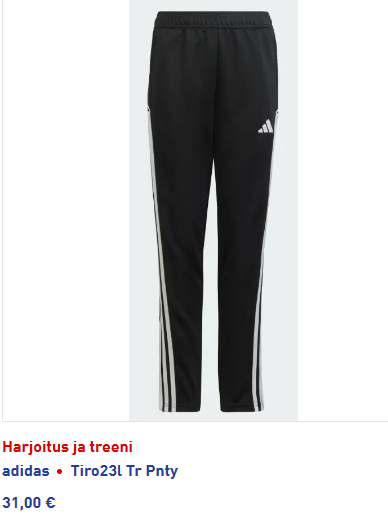 Harjoitus ja treeni
adidas • Tiro23l Tr Pnty
31,00 €